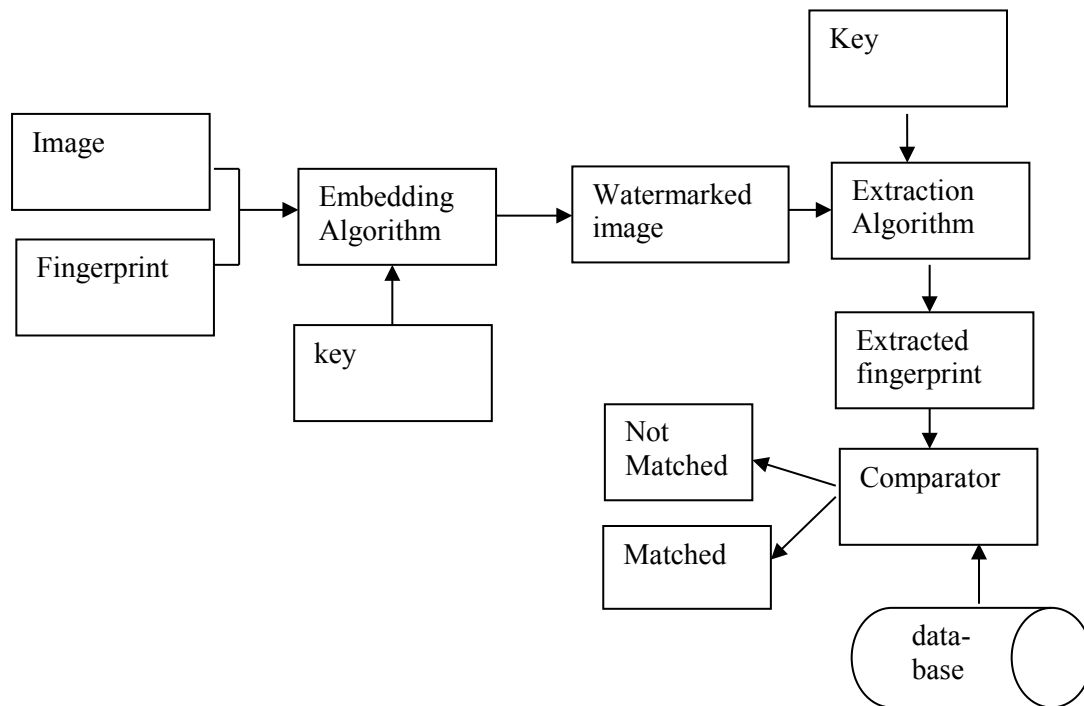 Key
Image
Embedding
Algorithm
Watermarked
image
Extraction
Algorithm
Fingerprint
key
Extracted
fingerprint
Not
Matched
Comparator
Matched
data-
base